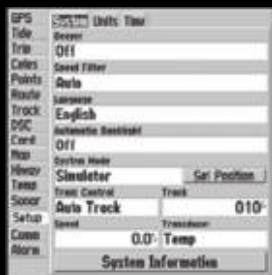 GPS
Tide
Trip
Celes
Points
Route
Track
DSC
Card
Map
Hiway
Temp
Sonar
Setup
Comm
Alarm
System Units Time
Beeper
Off
Speed Filter
Auto
Language
English
Automatic Backlight
Off
System Mode
Simulator
Set Position
Track Control Track
Auto Track 010°
Speed Transducer
0.0 Temp
System Information